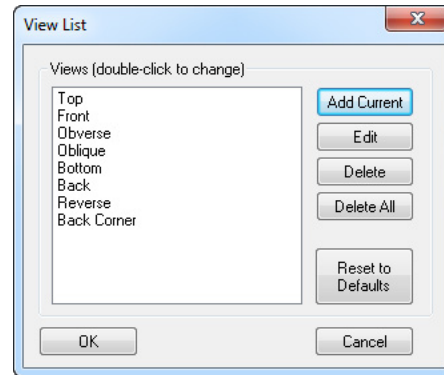 View List
Views (double-click to change)
Top
Front
Obverse
Oblique
Bottom
Back
Reverse
Back Corner
Add Current
Edit
Delete
Delete All
Reset to
Defaults
OK
Cancel